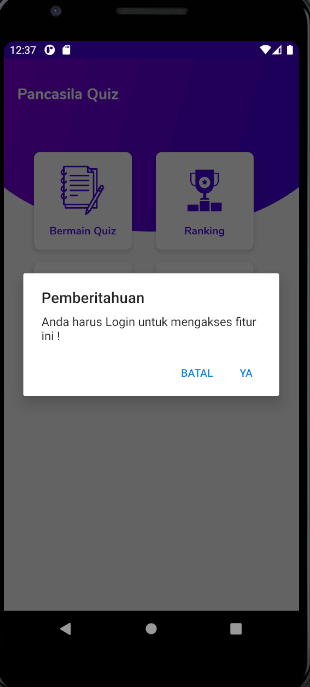 12:37
Pancasila Quiz
Bermain Quiz
Ranking
Pemberitahuan
Anda harus Login untuk mengakses fitur
ini !
BATAL
YA